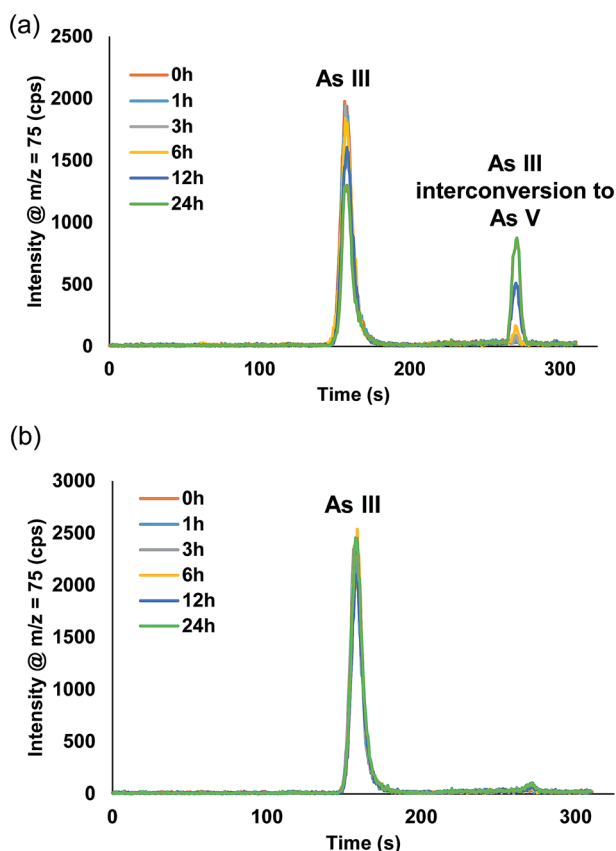 (a)
2500
2000
1500
1000
500
0
Intensity @ m/z = 75 (cps)
0h
1h
3h
6h
12h
24h
As III
As III
interconversion to
As V
0 100 200 300
Time (s)
(b)
3000
2500
2000
1500
1000
500
0
Intensity @ m/z = 75 (cps)
0h
1h
3h
6h
12h
24h
As III
0 100 200 300
Time (s)